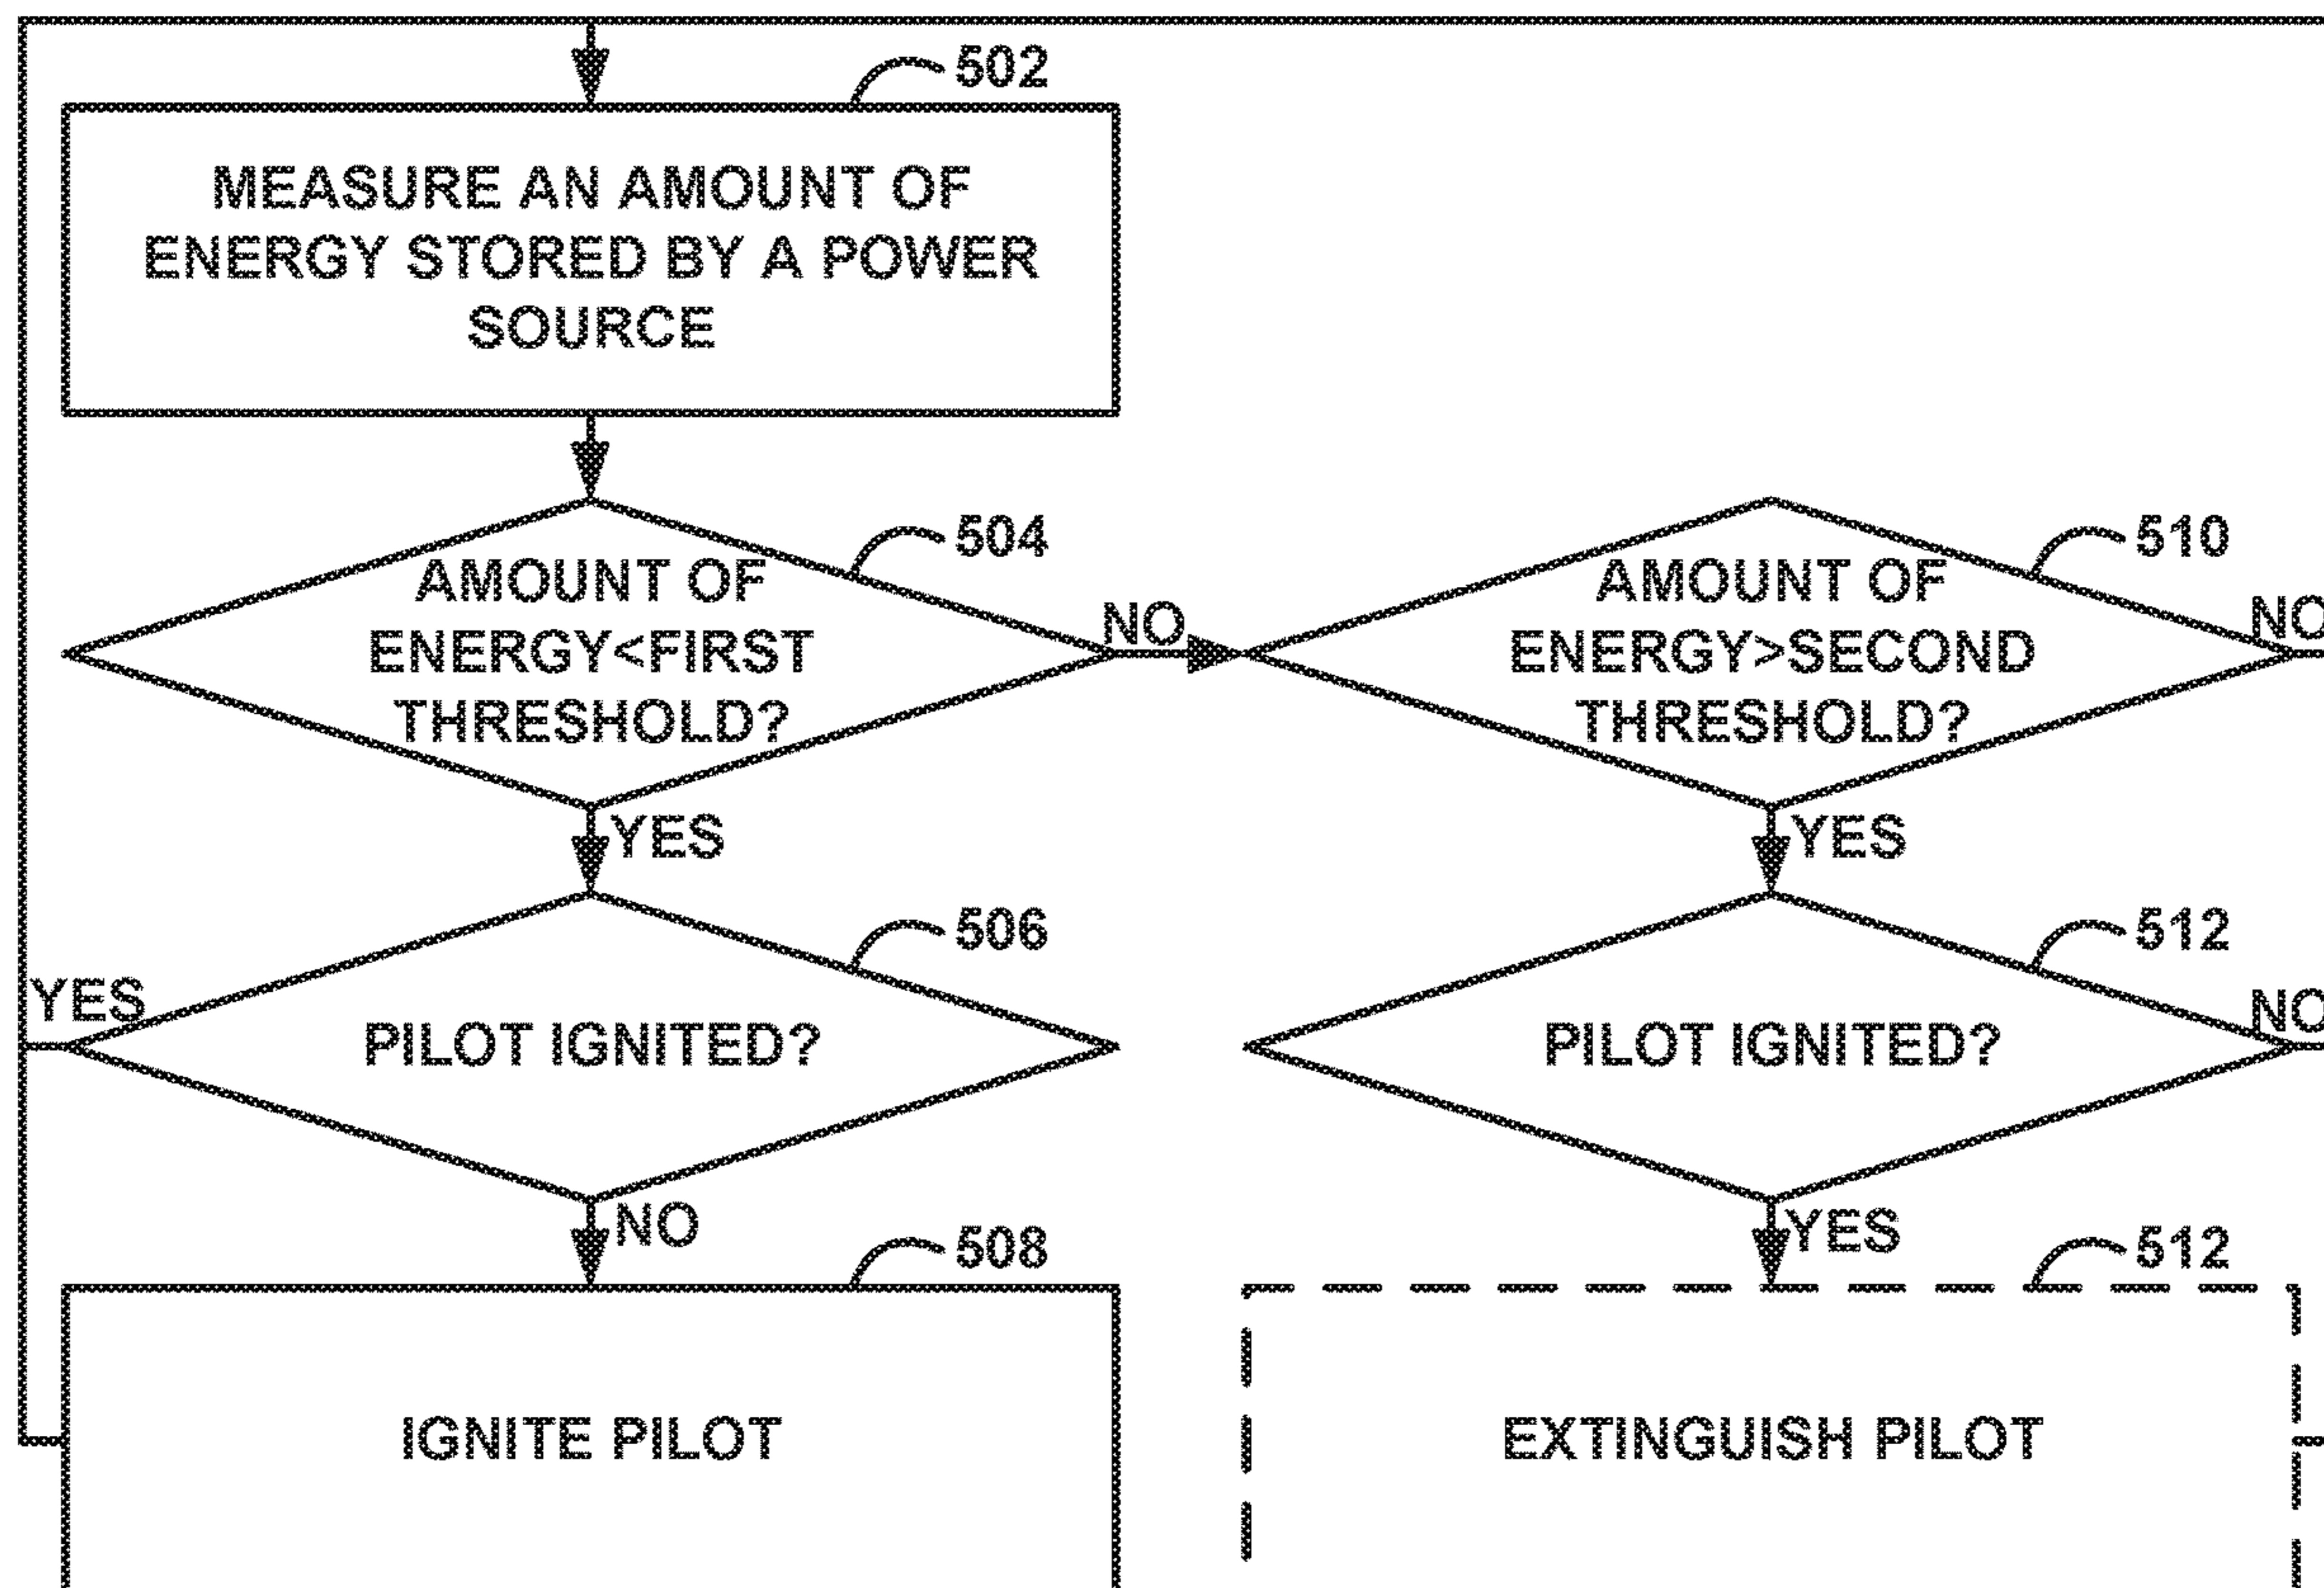 502
MEASURE AN AMOUNT OF
ENERGY STORED BY A POWER
SOURCE
504
AMOUNT OF
ENERGY<FIRST
THRESHOLD?
NO
510
AMOUNT OF
ENERGY>SECOND
THRESHOLD?
NO
YES
YES
506
PILOT IGNITED?
YES
512
PILOT IGNITED?
NO
NO
YES
508
IGNITE PILOT
512
EXTINGUISH PILOT